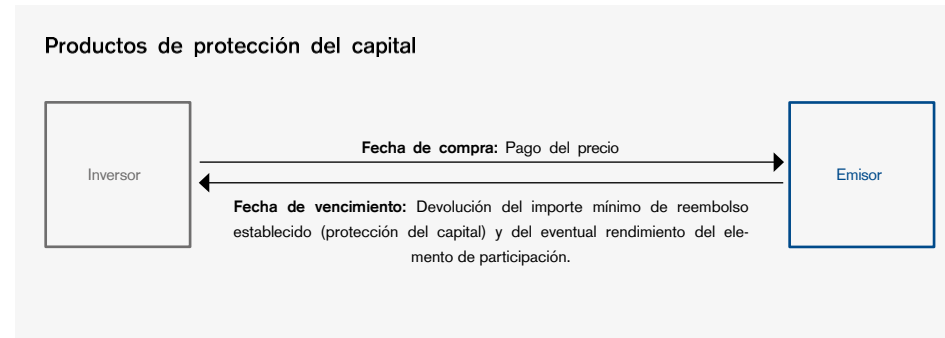 Productos de protección del capital
Fecha de compra: Pago del precio
Inversor
Emisor
Fecha de vencimiento: Devolución del importe mínimo de reembolso
establecido (protección del capital) y del eventual rendimiento del ele-
mento de participación.